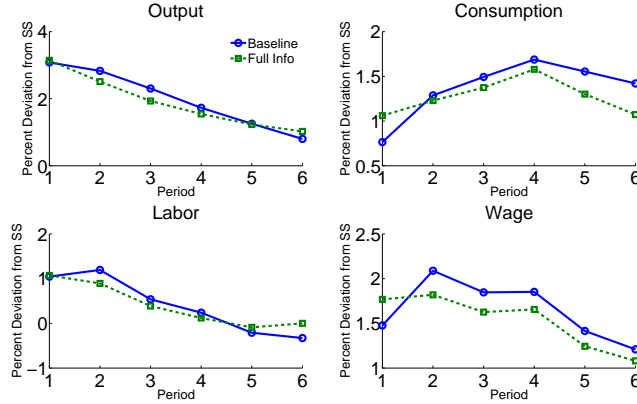 Output
Percent Deviation from SS
4
2
0
Baseline
Full Info
1 2 3 4 5 6
Period
Consumption
Percent Deviation from SS
2
1.5
1
0.5
1 2 3 4 5 6
Period
Labor
Percent Deviation from SS
2
1
0
−1
1 2 3 4 5 6
Period
Wage
Percent Deviation from SS
2.5
2
1.5
1
1 2 3 4 5 6
Period